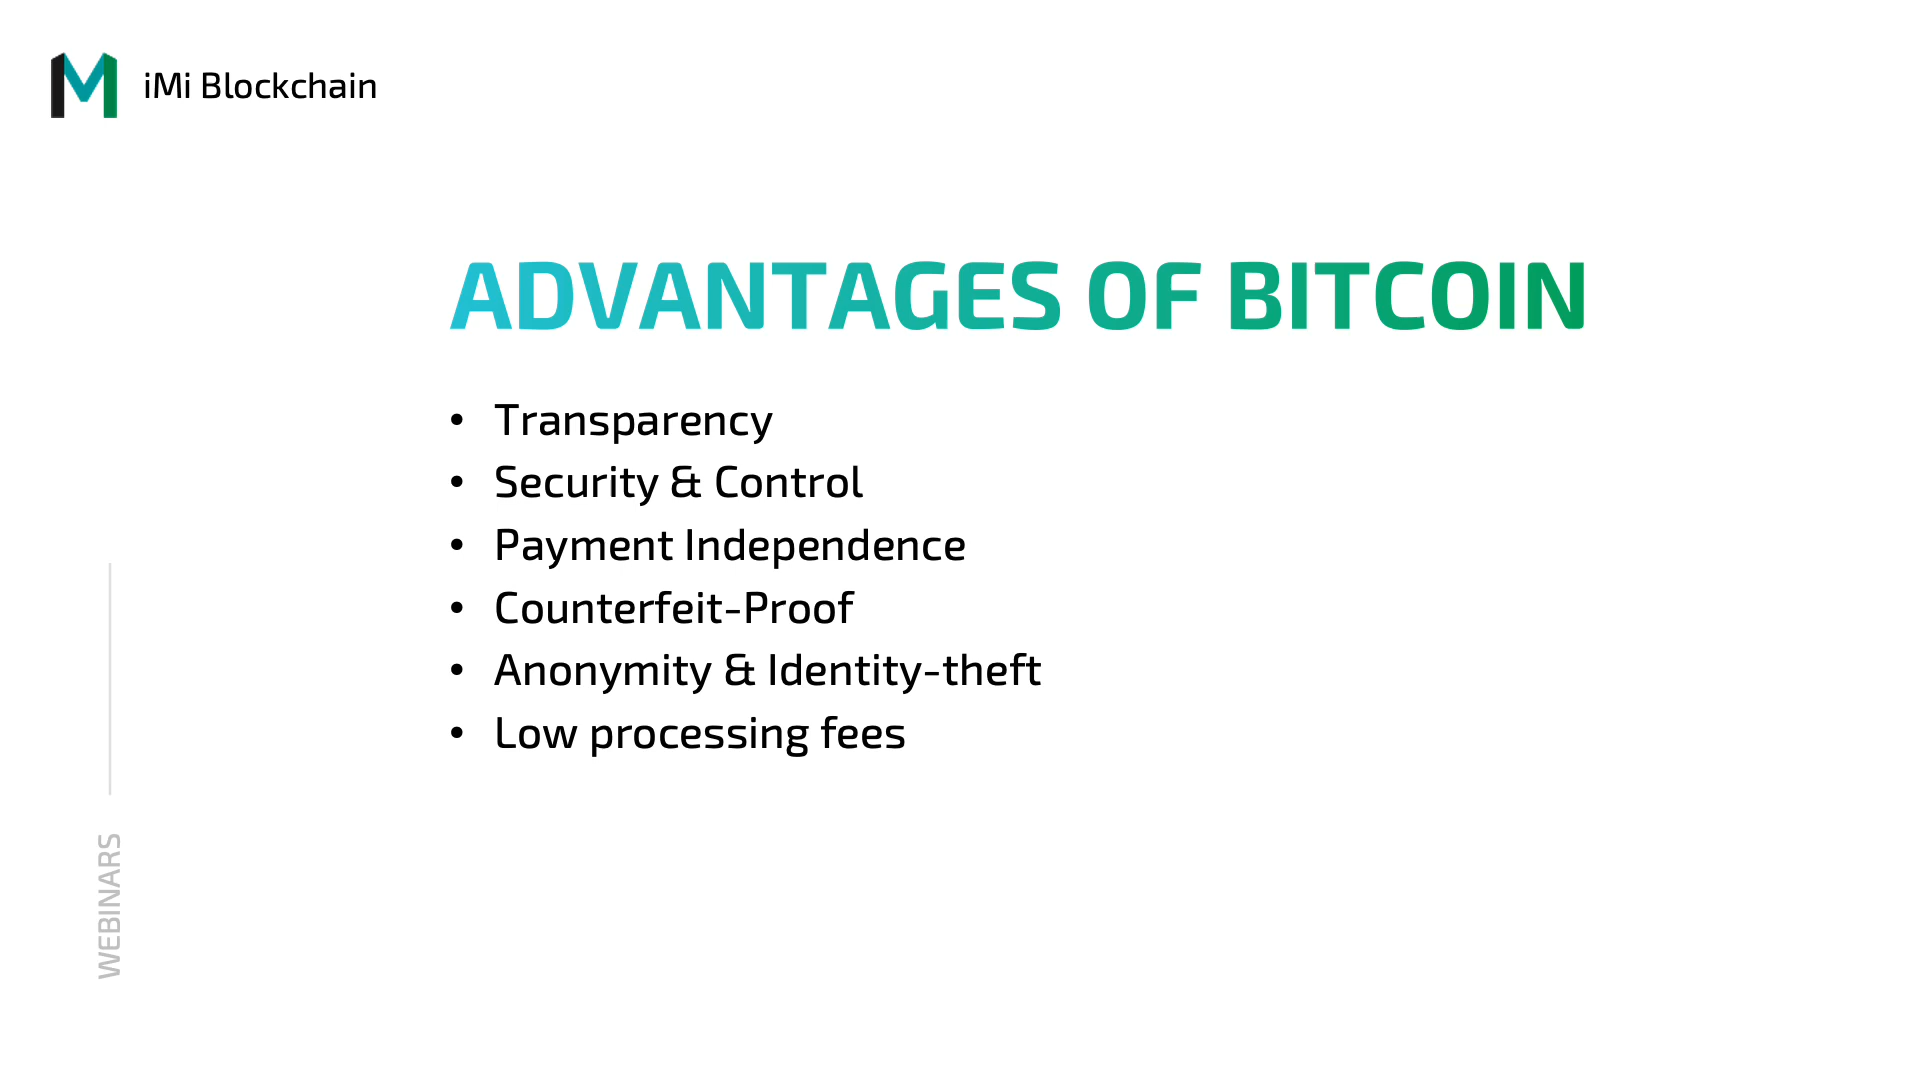 iMi Blockchain
ADVANTAGES OF BITCOIN
• Transparency
• Security & Control
• Payment Independence
• Counterfeit-Proof
• Anonymity & Identity-theft
• Low processing fees
WEBINARS